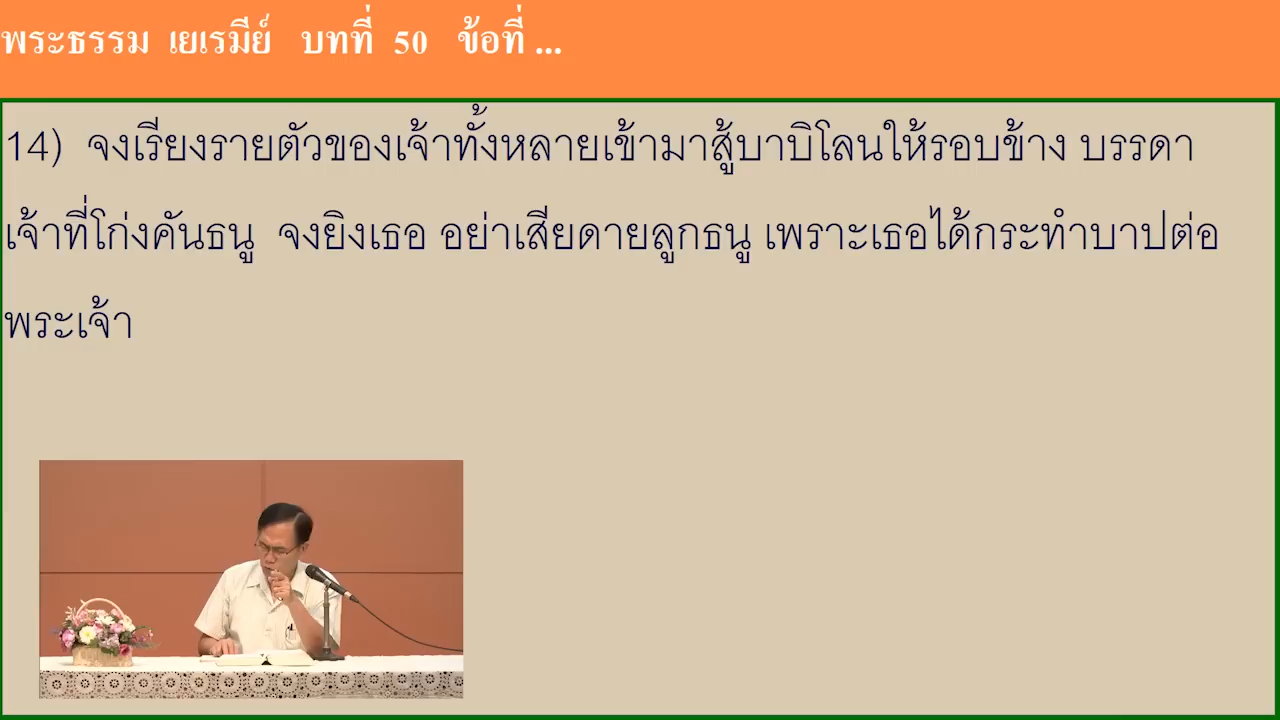 พระธรรม เยเรมีย์ บทที่ 50 ข้อที่ ...
14) จงเรียงรายตัวของเจ้าทั้งหลายเข้ามาสู้บาบิโลนให้รอบข้าง บรรดา
เจ้าที่โก่งคันธนู จงยิงเธอ อย่าเสียดายลูกธนู เพราะเธอได้กระทำบาปต่อ
พระเจ้า